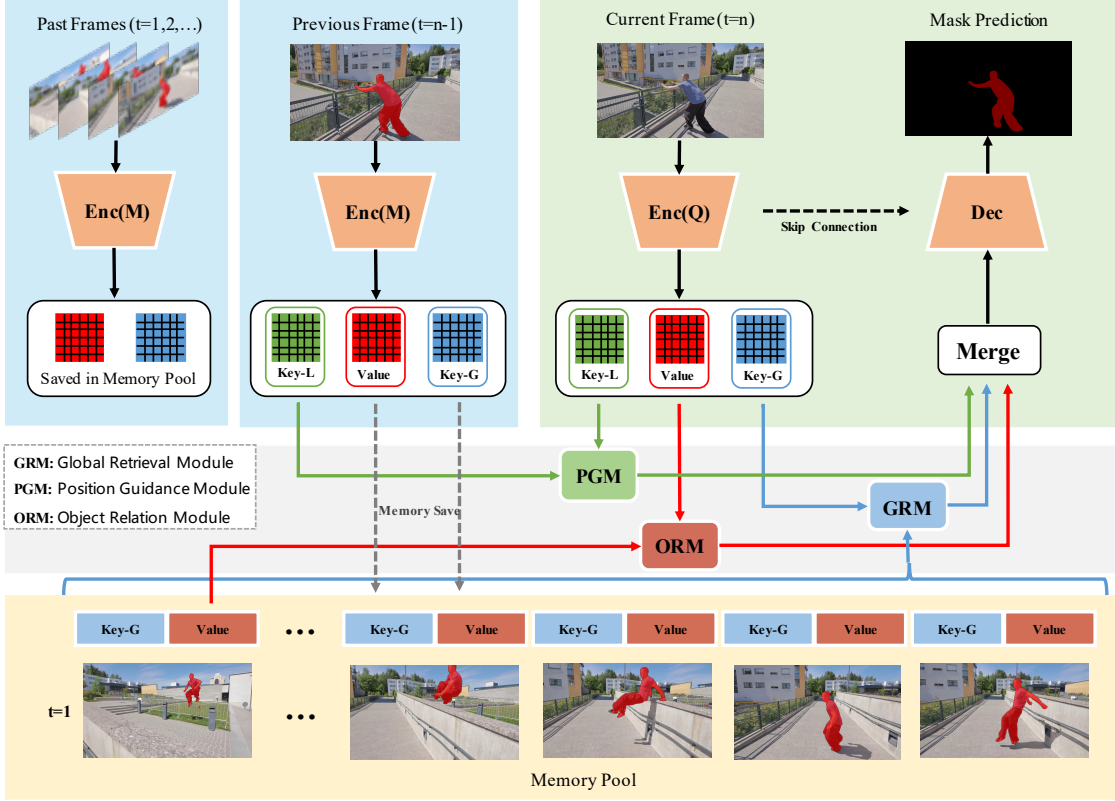 Past Frames (t=1,2,…)
Previous Frame (t=n-1)
Current Frame (t=n)
Mask Prediction
Enc(M)
Enc(M)
Enc(Q)
Skip Connection
Dec
Saved in Memory Pool
Key-L
Value
Key-G
Key-L
Value
Key-G
Merge
GRM: Global Retrieval Module
PGM: Position Guidance Module
ORM: Object Relation Module
PGM
GRM
Memory Save
ORM
Key-G
Value
...
Key-G
Value
Key-G
Value
Key-G
Value
Key-G
Value
t=1
...
Memory Pool